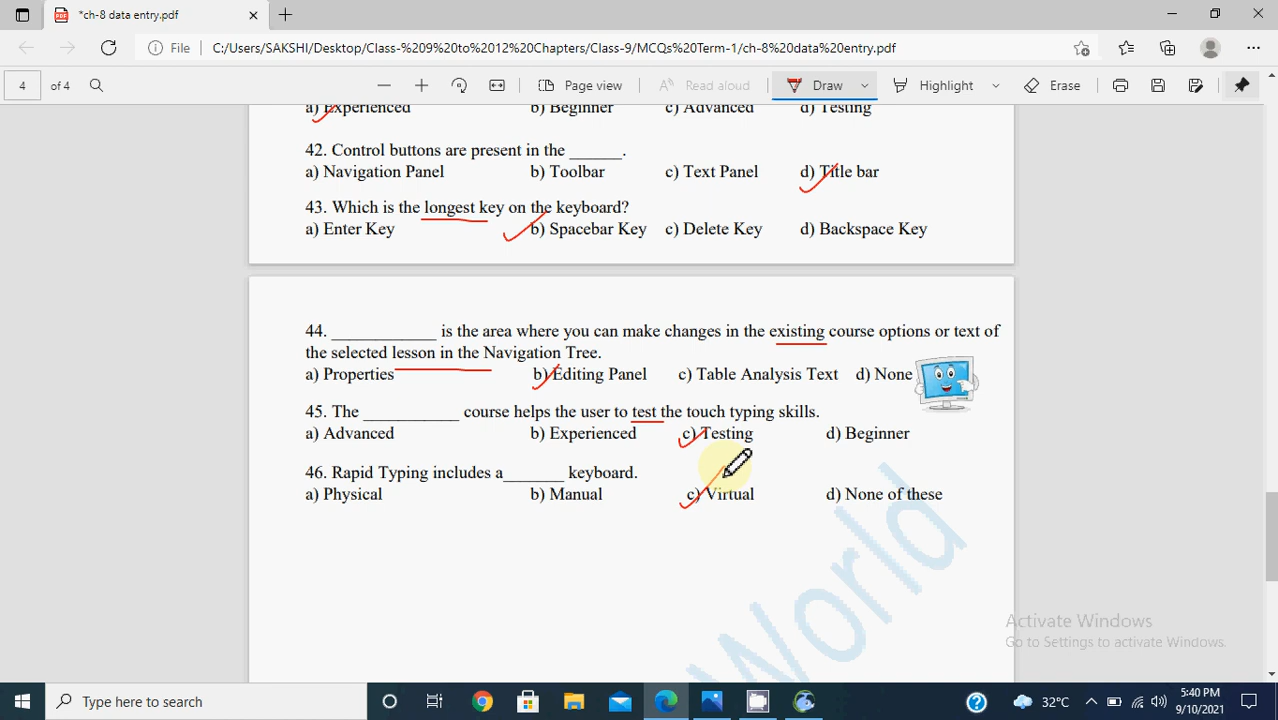 *ch-8 data entry.pdf
File C:/Users/SAKSHI/Desktop/Class-%209%20to%2012%20Chapters/Class-9/MCQs%20Term-1/ch-8%20data%20entry.pdf
4 of 4 Page view Read aloud Draw Highlight Erase
a) Experienced b) Beginner c) Advanced d) Testing
42. Control buttons are present in the ______.
a) Navigation Panel b) Toolbar c) Text Panel d) Title bar
43. Which is the longest key on the keyboard?
a) Enter Key b) Spacebar Key c) Delete Key d) Backspace Key
44. ____________ is the area where you can make changes in the existing course options or text of
the selected lesson in the Navigation Tree.
a) Properties b) Editing Panel c) Table Analysis Text d) None
45. The ___________ course helps the user to test the touch typing skills.
a) Advanced b) Experienced c) Testing d) Beginner
46. Rapid Typing includes a_______ keyboard.
a) Physical b) Manual c) Virtual d) None of these
World
Activate Windows
Go to Settings to activate Windows.
Type here to search 32°C 5:40 PM
9/10/2021